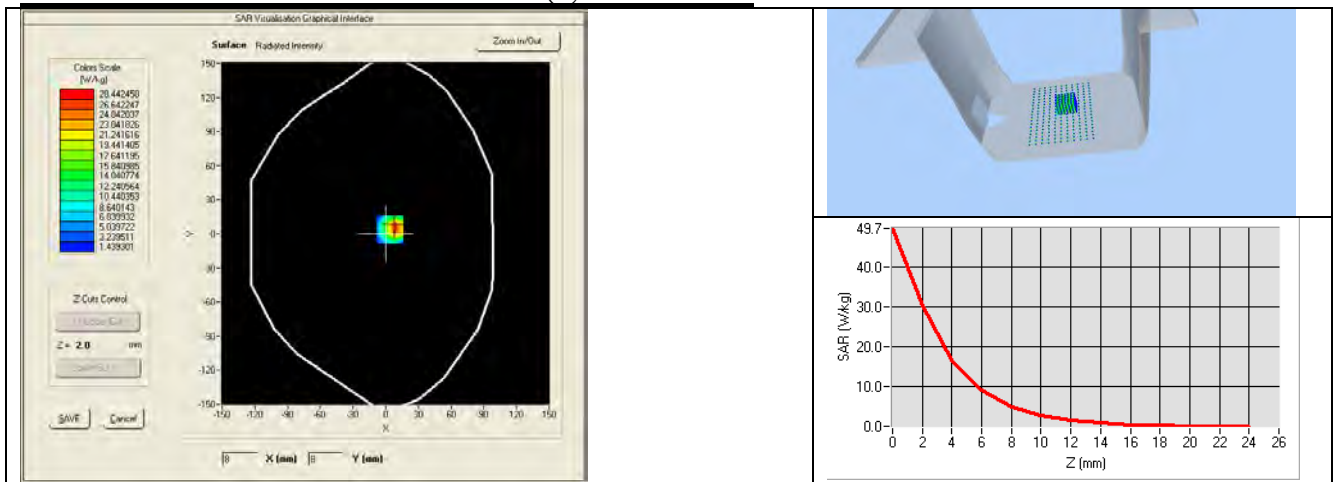 SAR Visualisation Graphical Interface
Surface Radiated Intensity
Zoom In/Out
Colors Scale
(W/kg)
28.442450
26.642247
24.842037
23.041826
21.241616
19.441405
17.641195
15.840985
14.040774
12.240564
10.440353
8.640143
6.839932
5.039722
3.239511
1.439301
150
120
90
60
30
0
-30
-60
-90
-120
-150
Y
-150 -120 -90 -60 -30 0 30 60 90 120 150
X
Z Cuts Control
Z = 2.0 mm
SAVE Cancel
8 X (mm) 8 Y (mm)
49.7
40.0
30.0
20.0
10.0
0.0
SAR (W/kg)
0 2 4 6 8 10 12 14 16 18 20 22 24 26
Z (mm)